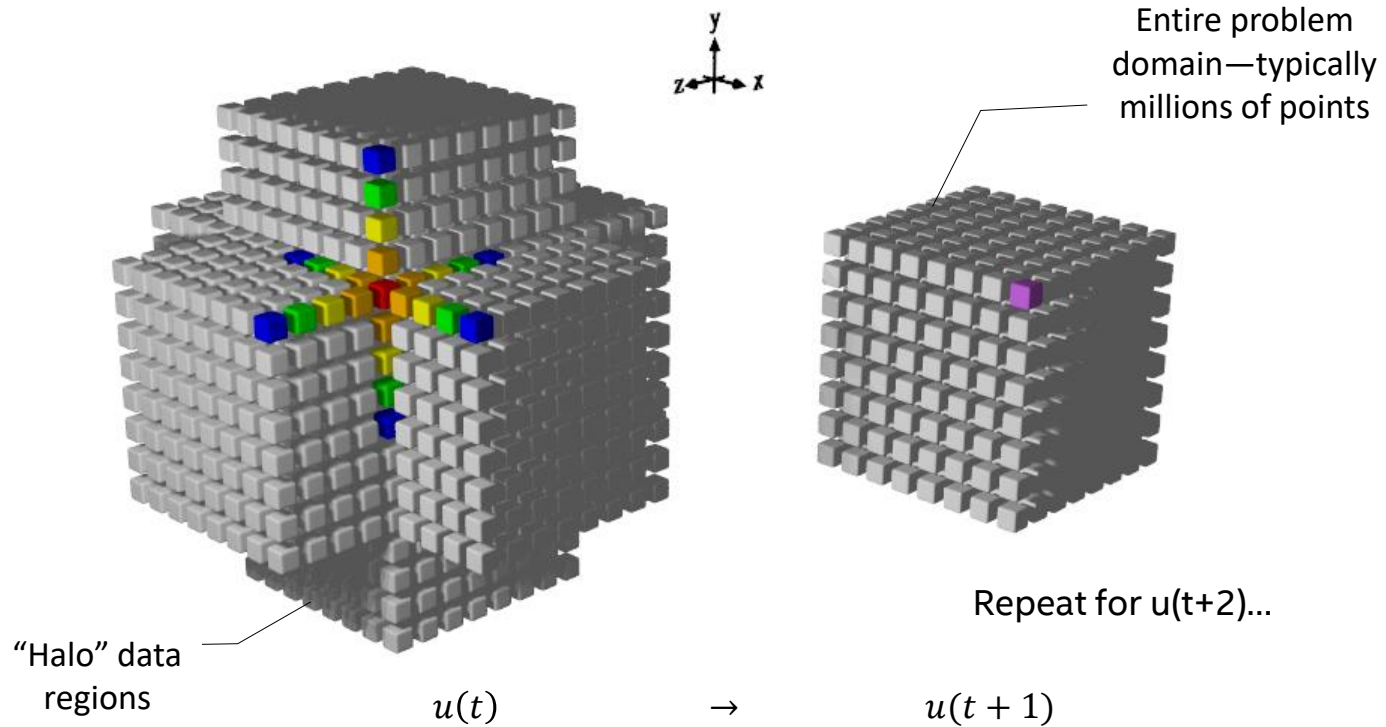 y
z x
Entire problem
domain—typically
millions of points
Repeat for u(t+2)...
“Halo” data
regions
u(t) → u(t + 1)